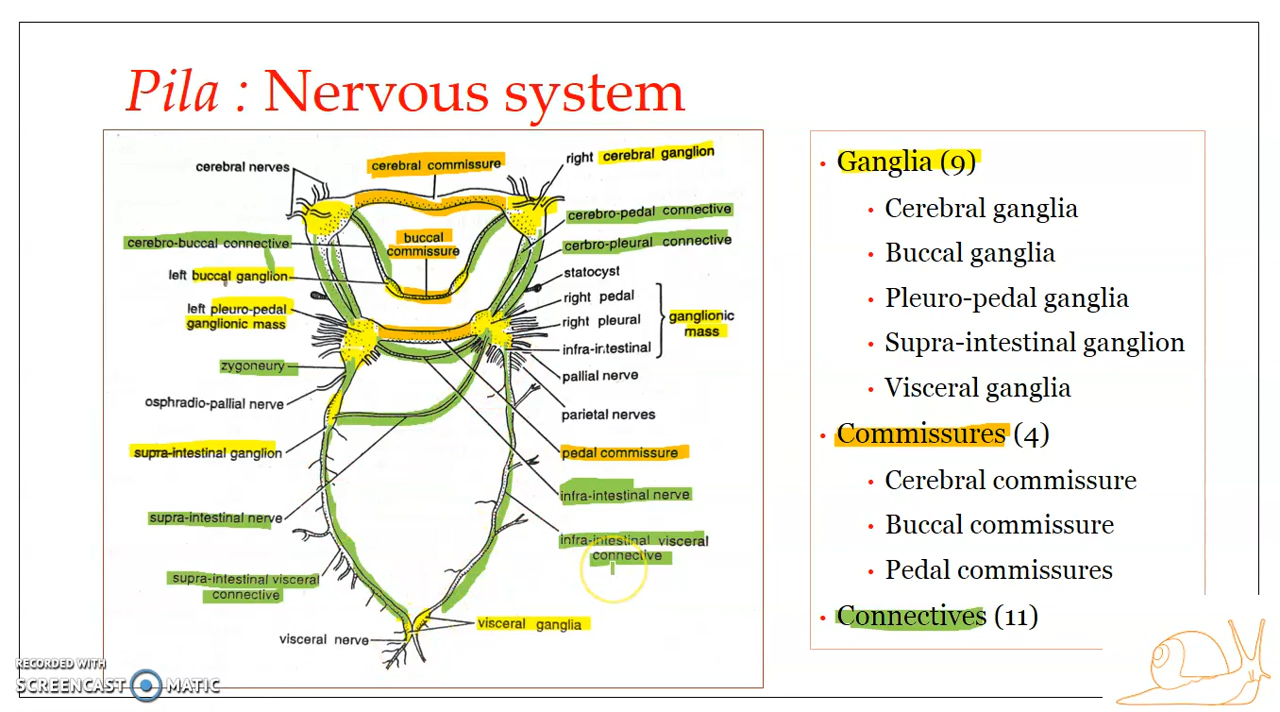 Pila : Nervous system
cerebral nerves
cerebral commissure
right cerebral ganglion
cerebro-pedal connective
cerebro-buccal connective
buccal
commissure
cerbro-pleural connective
left buccal ganglion
statocyst
left pleuro-pedal
ganglionic mass
right pedal
right pleural
infra-intestinal
ganglionic
mass
zygoneury
pallial nerve
osphradio-pallial nerve
parietal nerves
supra-intestinal ganglion
pedal commissure
infra-intestinal nerve
supra-intestinal nerve
infra-intestinal visceral
connective
supra-intestinal visceral
connective
visceral ganglia
visceral nerve
• Ganglia (9)
• Cerebral ganglia
• Buccal ganglia
• Pleuro-pedal ganglia
• Supra-intestinal ganglion
• Visceral ganglia
• Commissures (4)
• Cerebral commissure
• Buccal commissure
• Pedal commissures
• Connectives (11)
RECORDED WITH
SCREENCAST MATIC